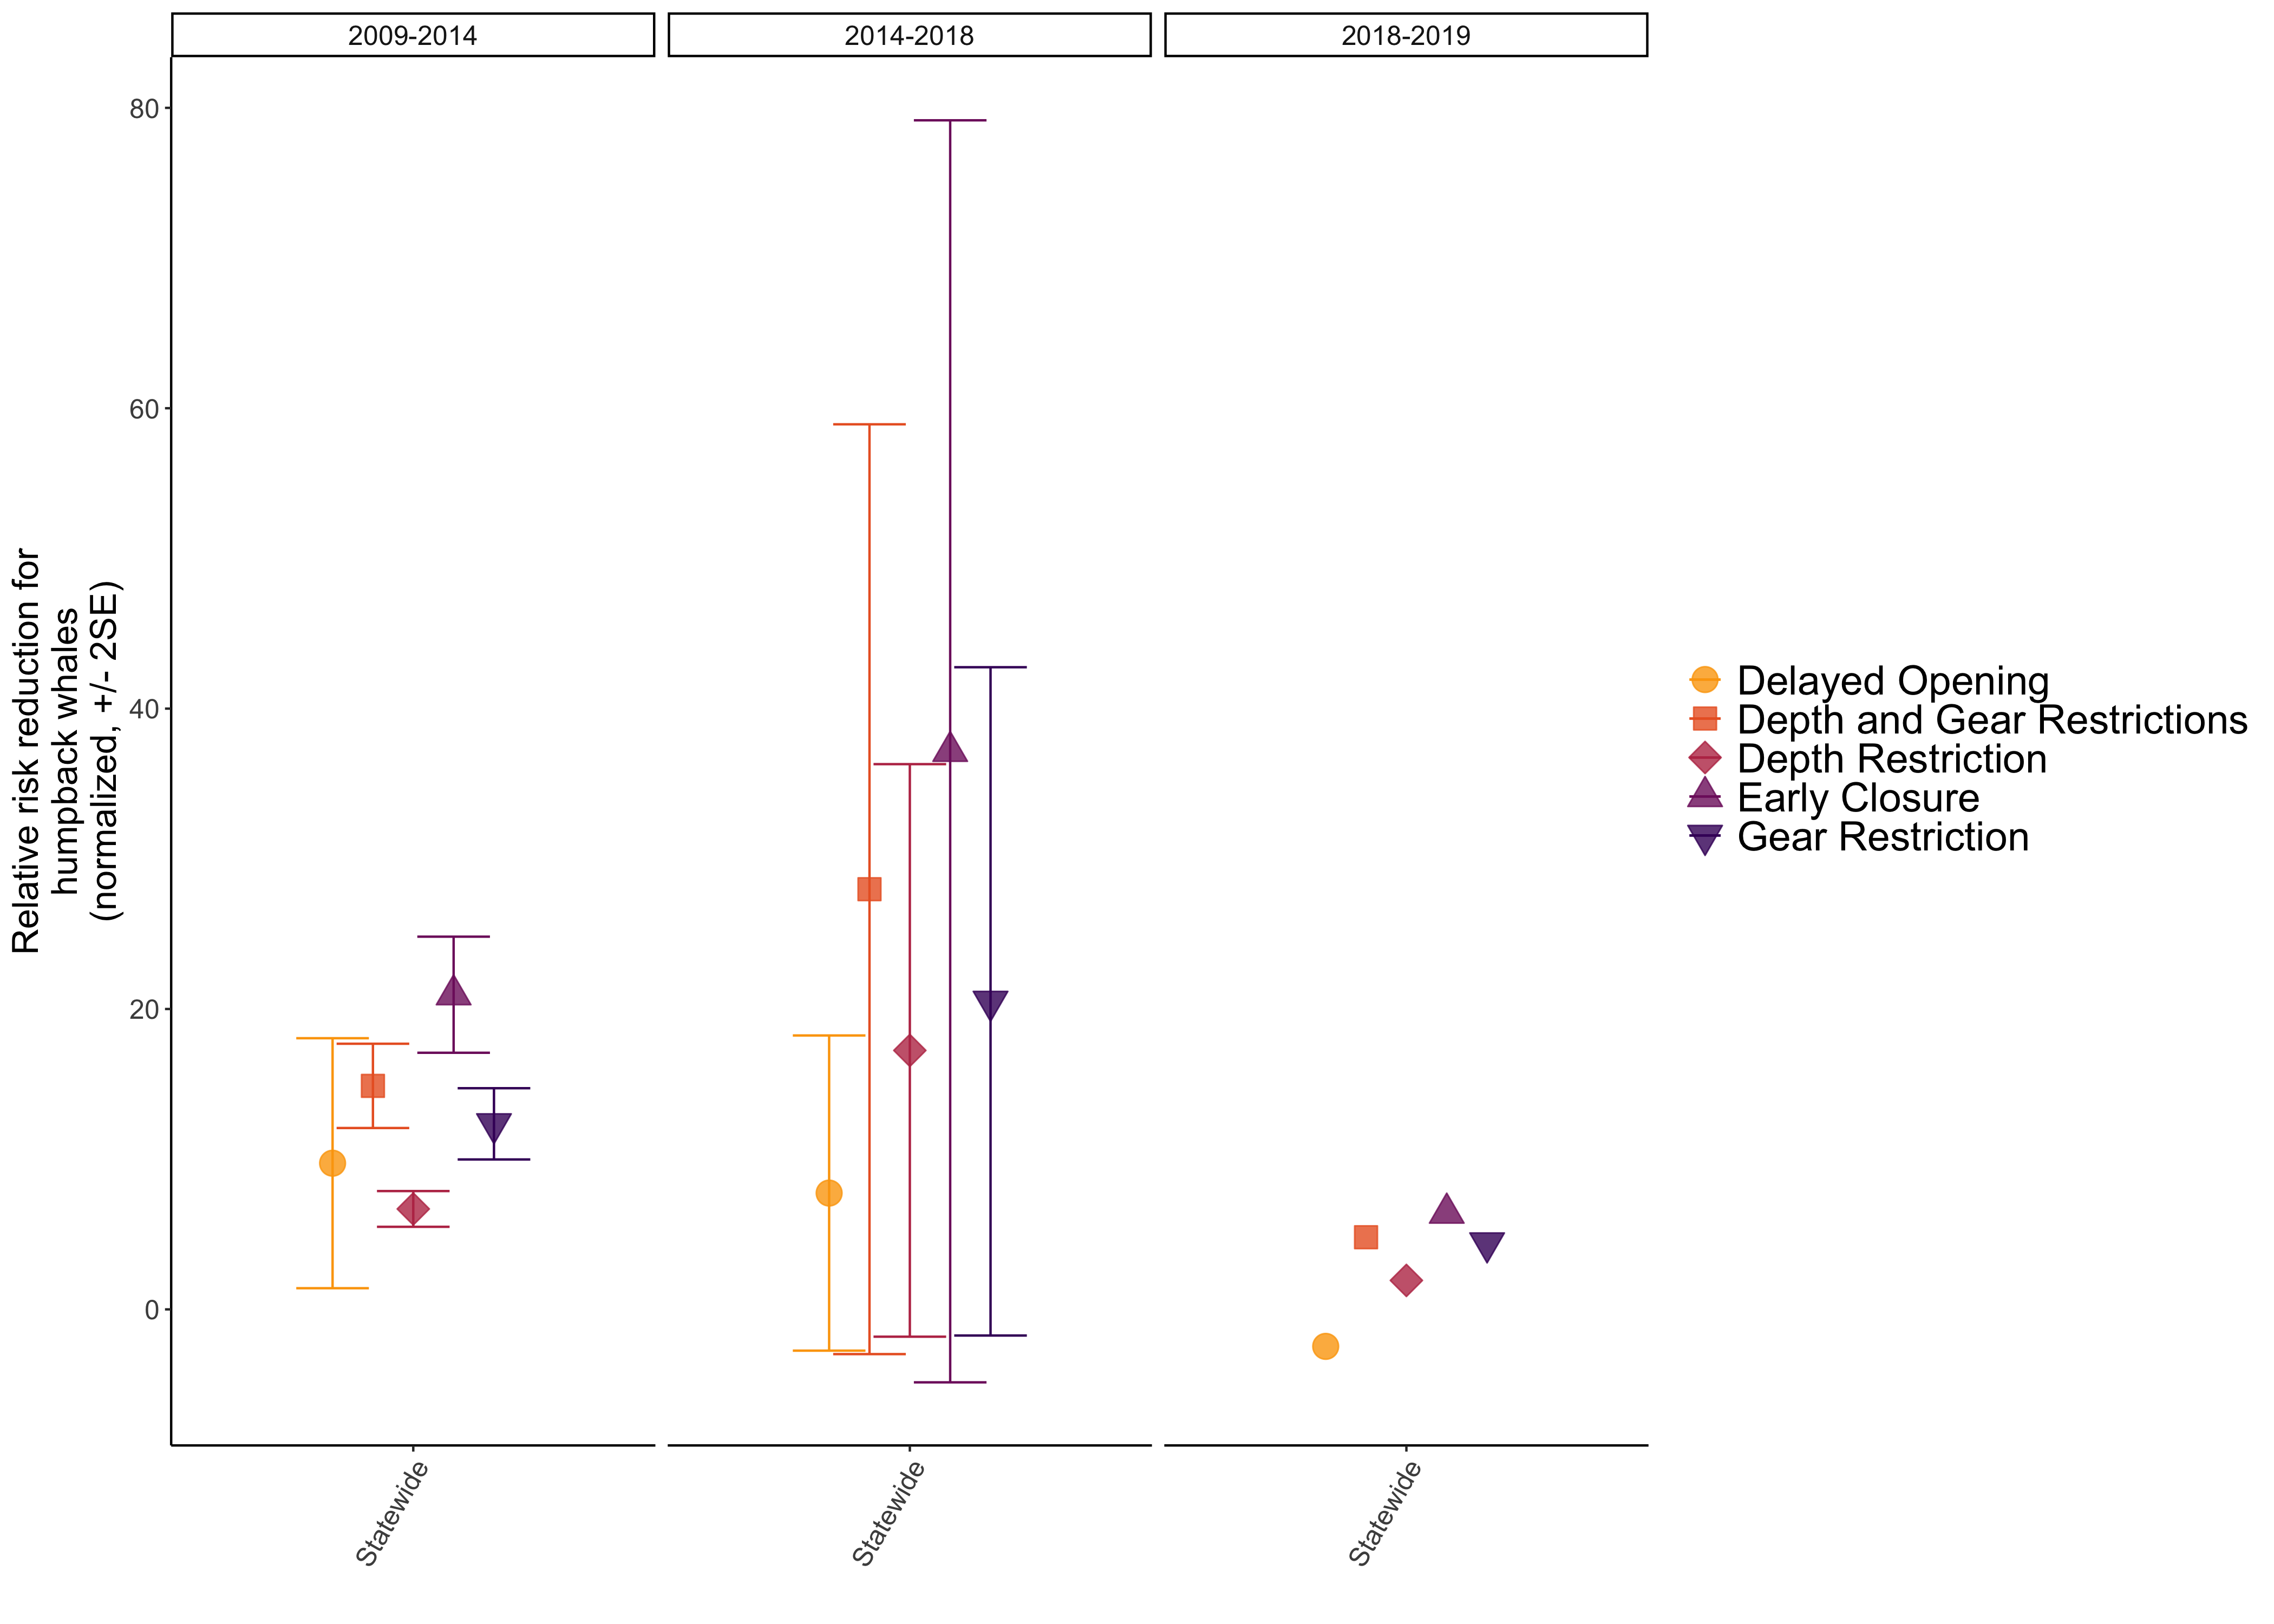 2009-2014
2014-2018
2018-2019
80
60
40
20
0
Relative risk reduction for
humpback whales
(normalized, +/- 2SE)
Statewide
Statewide
Statewide
Delayed Opening
Depth and Gear Restrictions
Depth Restriction
Early Closure
Gear Restriction